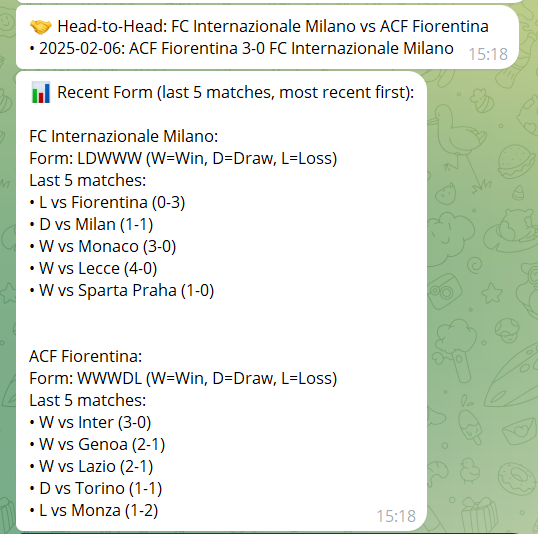 🤝 Head-to-Head: FC Internazionale Milano vs ACF Fiorentina
• 2025-02-06: ACF Fiorentina 3-0 FC Internazionale Milano
15:18
📊 Recent Form (last 5 matches, most recent first):
FC Internazionale Milano:
Form: LDWWW (W=Win, D=Draw, L=Loss)
Last 5 matches:
• L vs Fiorentina (0-3)
• D vs Milan (1-1)
• W vs Monaco (3-0)
• W vs Lecce (4-0)
• W vs Sparta Praha (1-0)
ACF Fiorentina:
Form: WWWDL (W=Win, D=Draw, L=Loss)
Last 5 matches:
• W vs Inter (3-0)
• W vs Genoa (2-1)
• W vs Lazio (2-1)
• D vs Torino (1-1)
• L vs Monza (1-2)
15:18